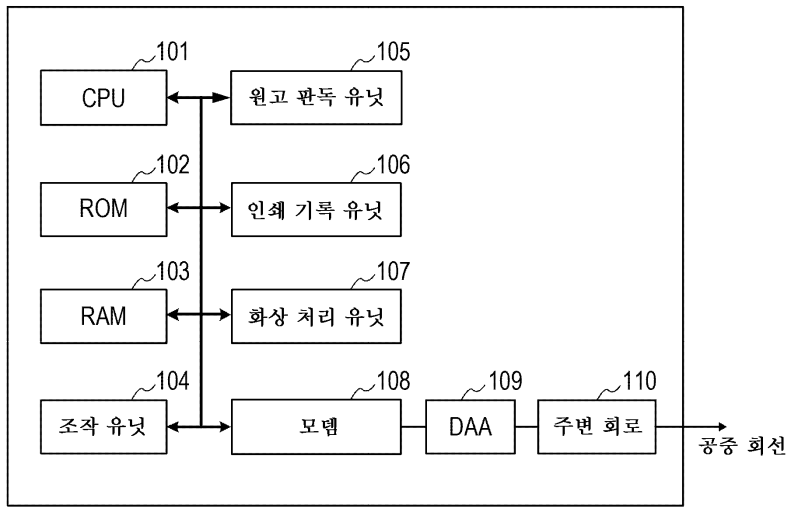 101
CPU
105
원고 판독 유닛
102
ROM
106
인쇄 기록 유닛
103
RAM
107
화상 처리 유닛
104
조작 유닛
108
모뎀
109
DAA
110
주변 회로
공중 회선